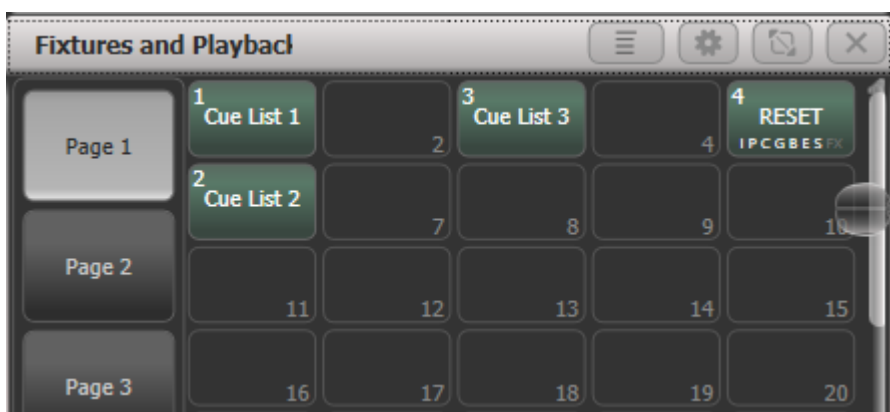 Fixtures and Playback
Page 1
1
Cue List 1
2
3
Cue List 3
4
4
RESET
IPCGBESFX
2
Cue List 2
7
8
9
10
Page 2
11
12
13
14
15
Page 3
16
17
18
19
20